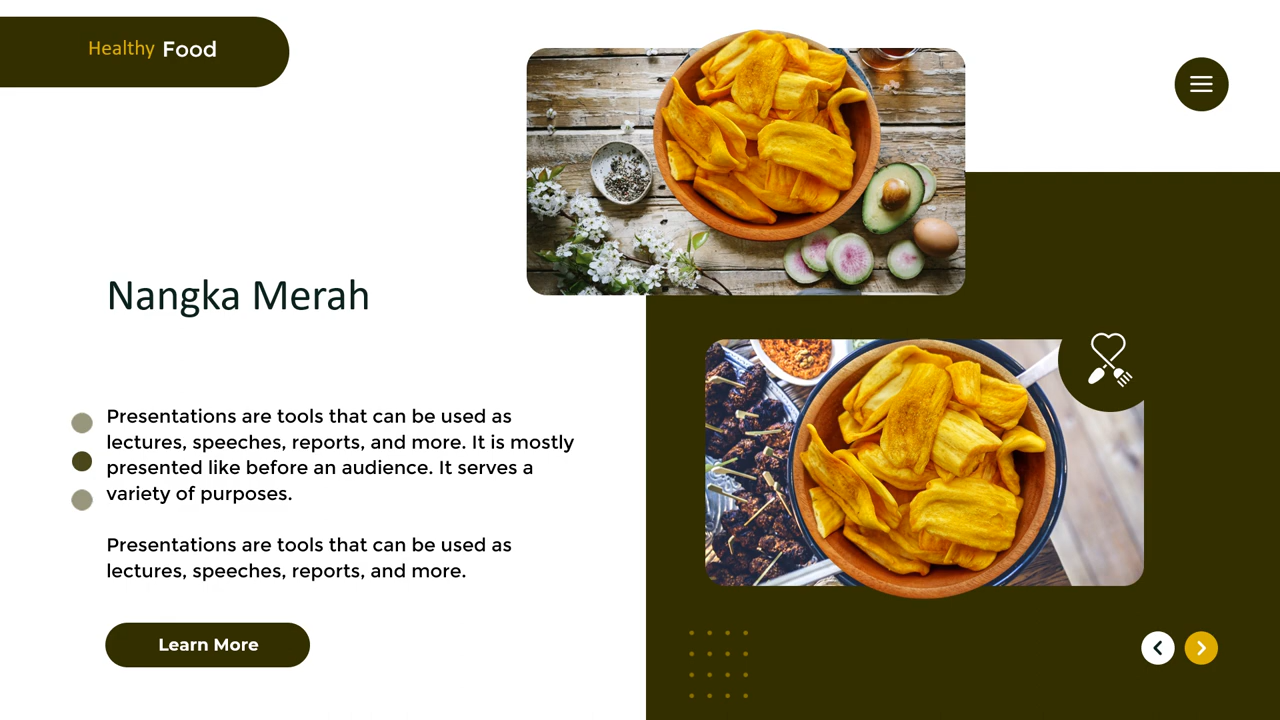 Healthy Food
Nangka Merah
Presentations are tools that can be used as
lectures, speeches, reports, and more. It is mostly
presented like before an audience. It serves a
variety of purposes.
Presentations are tools that can be used as
lectures, speeches, reports, and more.
Learn More